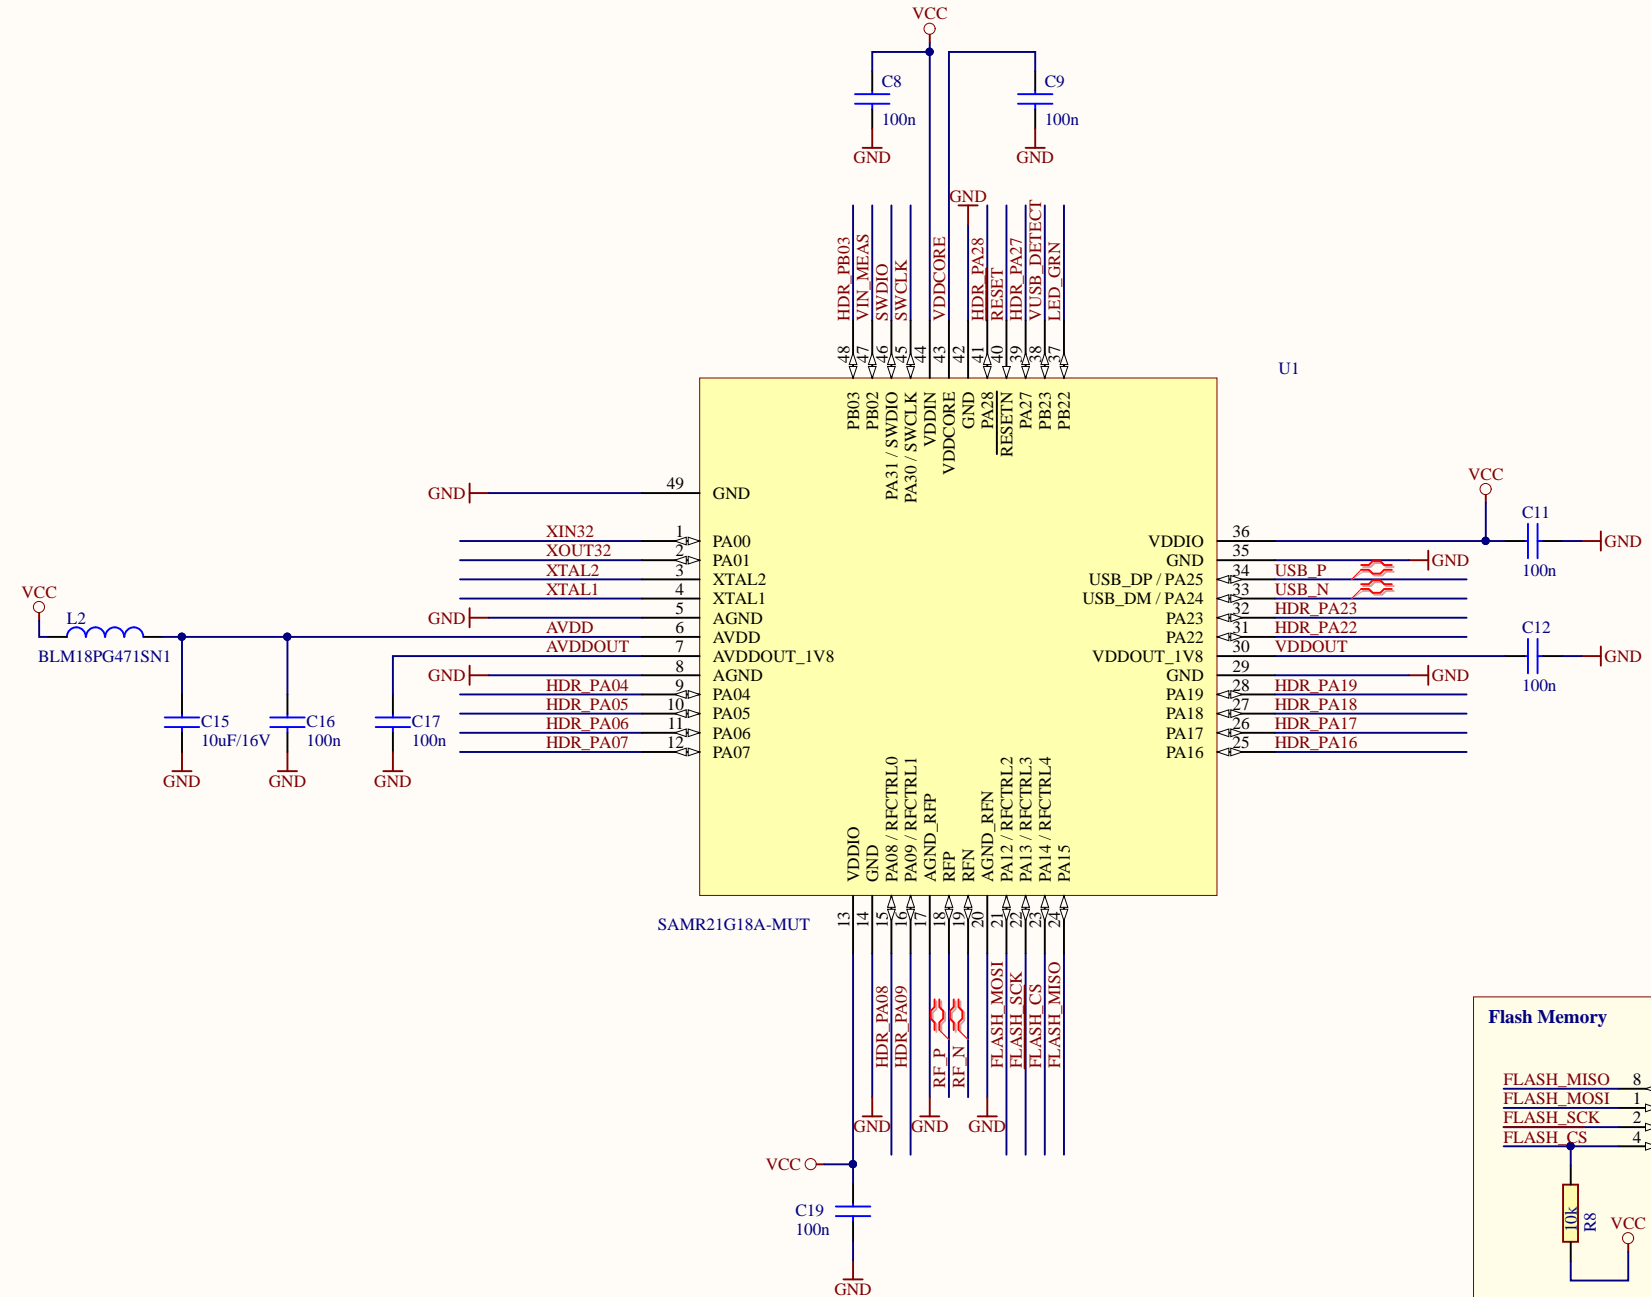 VCC
C8
100n
GND
C9
100n
GND
GND
HDR_PB03
VIN_MEAS
SWDIO
SWCLK
VDDCORE
HDR_PA28
RESET
HDR_PA27
VUSB_DETECT
LED_GRN
48
47
46
45
44
43
42
41
40
39
38
37
U1
PB03
PB02
PA31 / SWDIO
PA30 / SWCLK
VDDIN
VDDCORE
GND
PA28
RESETN
PA27
PB23
PB22
GND 49 GND
XIN32 1 PA00
XOUT32 2 PA01
XTAL2 3 XTAL2
XTAL1 4 XTAL1
GND 5 AGND
AVDD 6 AVDD
AVDDOUT 7 AVDDOUT_1V8
GND 8 AGND
HDR_PA04 9 PA04
HDR_PA05 10 PA05
HDR_PA06 11 PA06
HDR_PA07 12 PA07
VCC
L2
BLM18PG471SN1
C15
10uF/16V
GND
C16
100n
GND
C17
100n
GND
VCC
VDDIO 36
C11
100n
GND
GND 35 GND
USB_DP / PA25 34 USB_P
USB_DM / PA24 33 USB_N
PA23 32 HDR_PA23
PA22 31 HDR_PA22
VDDOUT_1V8 30 VDDOUT
C12
100n
GND
GND 29 GND
PA19 28 HDR_PA19
PA18 27 HDR_PA18
PA17 26 HDR_PA17
PA16 25 HDR_PA16
VDDIO
GND
PA08 / RFCTRL0
PA09 / RFCTRL1
AGND_RFP
RFP
RFN
AGND_RFN
PA12 / RFCTRL2
PA13 / RFCTRL3
PA14 / RFCTRL4
PA15
SAMR21G18A-MUT
13
14
15
16
17
18
19
20
21
22
23
24
HDR_PA08
HDR_PA09
RF_P
RF_N
FLASH_MOSI
FLASH_SCK
FLASH_CS
FLASH_MISO
GND
GND
GND
VCC
C19
100n
GND
Flash Memory
FLASH_MISO 8
FLASH_MOSI 1
FLASH_SCK 2
FLASH_CS 4
10k
R8
VCC